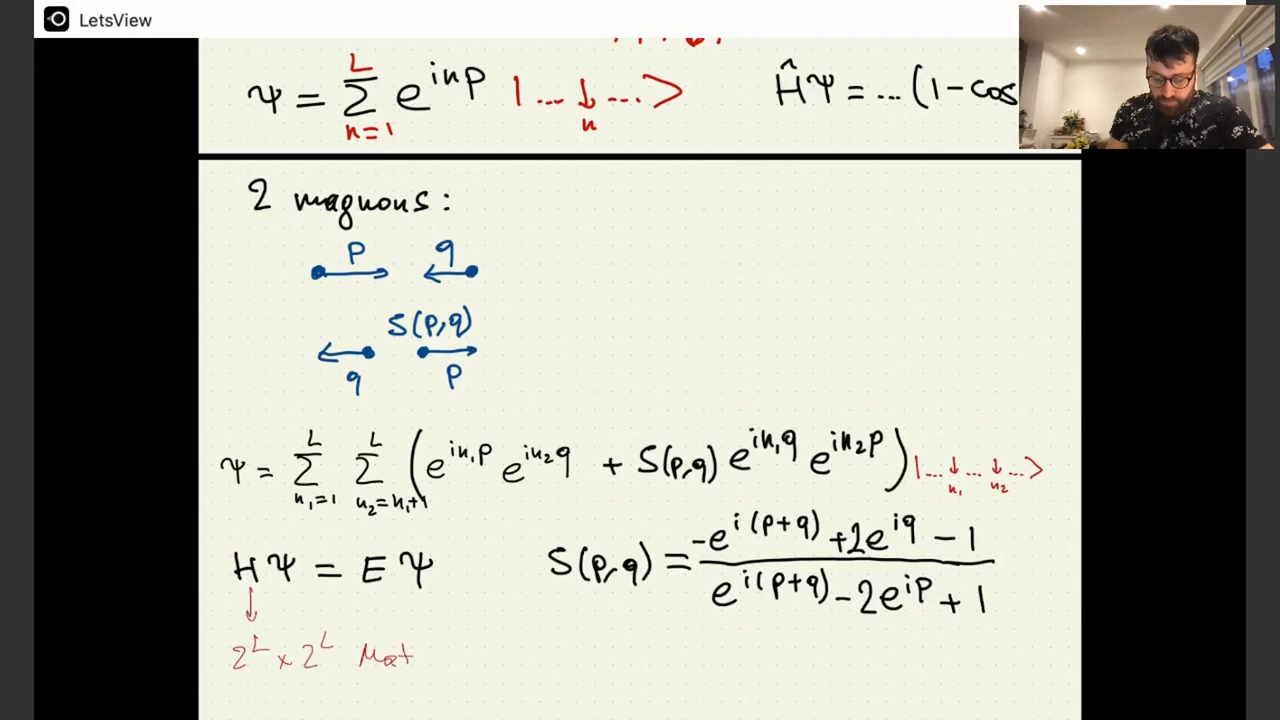 LetsView
Ψ = Σ_{n=1}^{L} e^{inp} |...↓...> Ĥψ = ...(1-cos
n
2 magnons:
p q
S(p,q)
q p
Ψ = Σ_{n₁=1}^{L} Σ_{n₂=n₁+1}^{L} (e^{in₁p} e^{in₂q} + S(p,q) e^{in₁q} e^{in₂p}) |...↓...↓...>
n₁ n₂
HΨ = EΨ S(p,q) = (-e^{i(p+q)} + 2e^{iq} - 1) / (e^{i(p+q)} - 2e^{ip} + 1)
↓
2^L × 2^L Mat